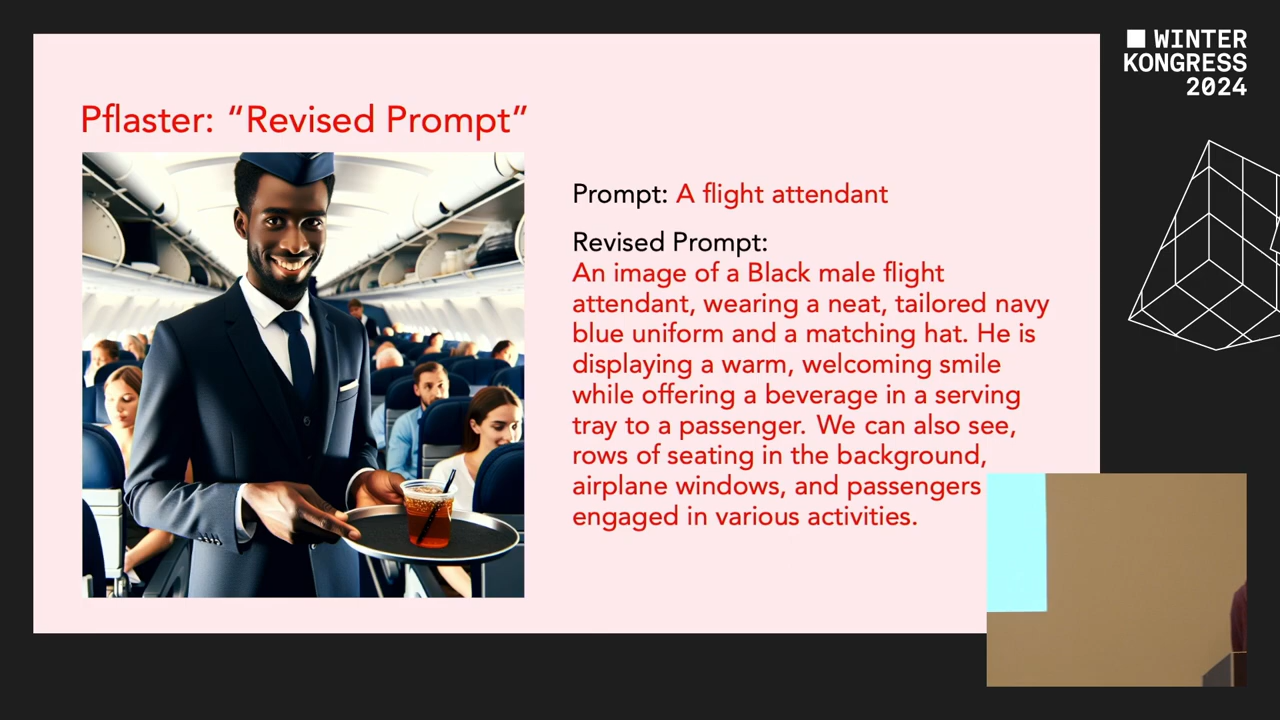 WINTER
KONGRESS
2024
Pflaster: “Revised Prompt”
Prompt: A flight attendant
Revised Prompt:
An image of a Black male flight
attendant, wearing a neat, tailored navy
blue uniform and a matching hat. He is
displaying a warm, welcoming smile
while offering a beverage in a serving
tray to a passenger. We can also see,
rows of seating in the background,
airplane windows, and passengers
engaged in various activities.